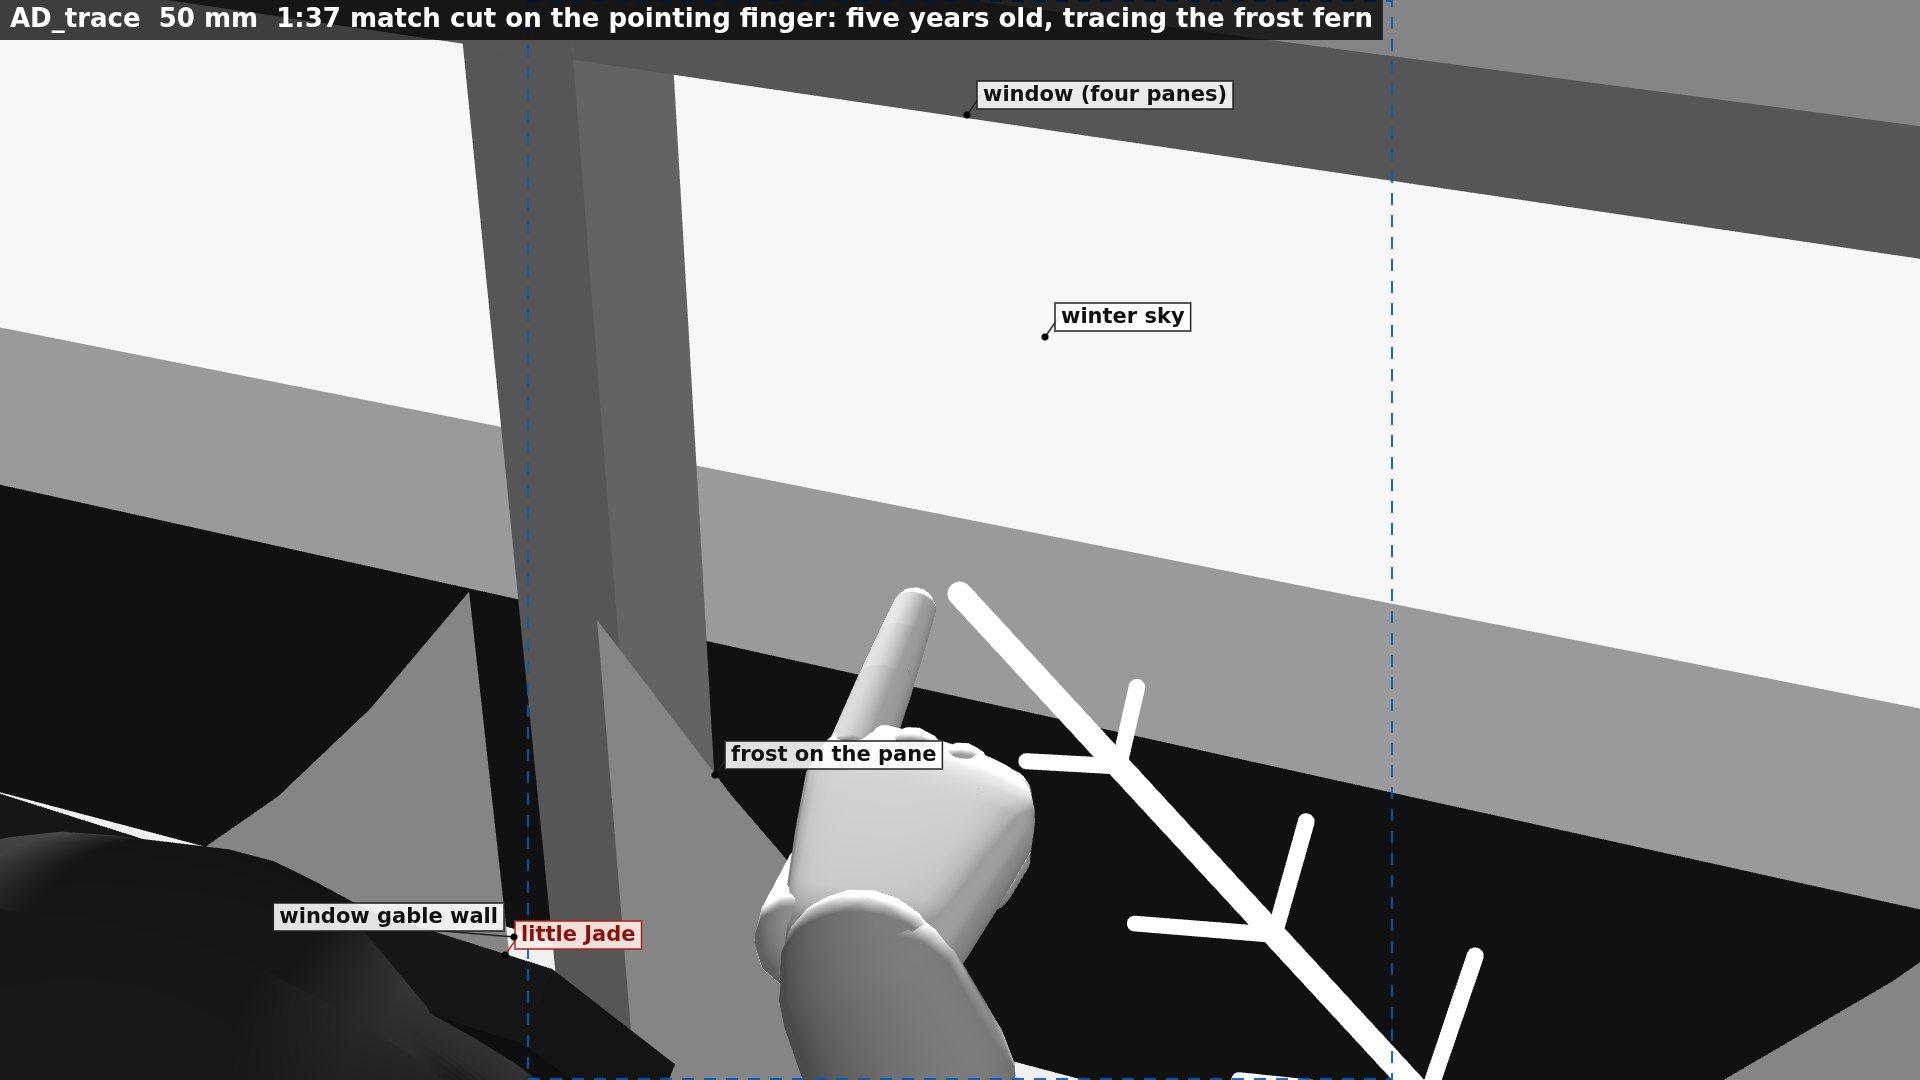 AD_trace  50 mm  1:37 match cut on the pointing finger: five years old, tracing the frost fern
window (four panes)
winter sky
frost on the pane
window gable wall
little Jade